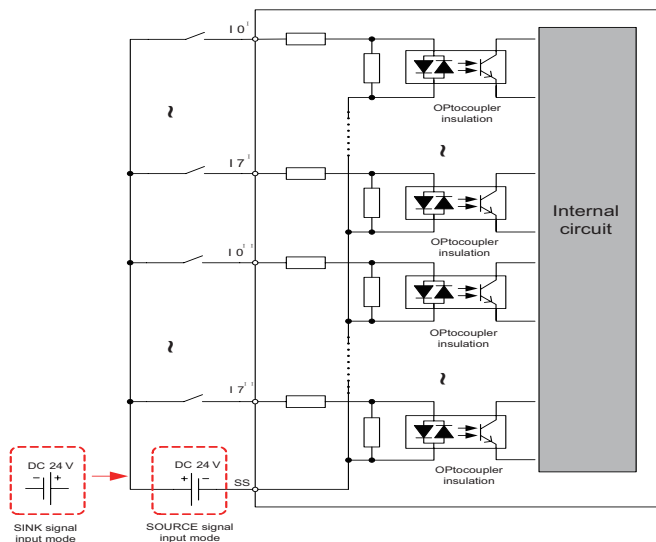 I 0 I
OPtocoupler
insulation
I 7 I
OPtocoupler
insulation
Internal
circuit
I 0 I I
OPtocoupler
insulation
I 7 I I
OPtocoupler
insulation
DC 24 V
− +
SINK signal
input mode
DC 24 V
+ −
SOURCE signal
input mode
SS